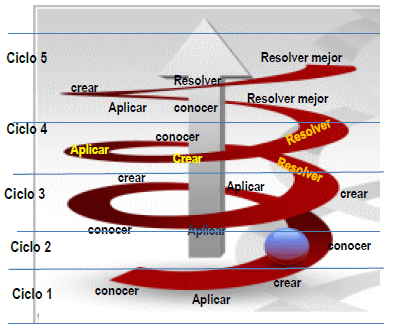 Ciclo 5
Resolver mejor
crear
Resolver
Aplicar
conocer
Resolver mejor
Ciclo 4
conocer
Resolver
Aplicar
Crear
Resolver
crear
Aplicar
Ciclo 3
crear
conocer
Aplicar
Ciclo 2
conocer
crear
Ciclo 1
conocer
Aplicar